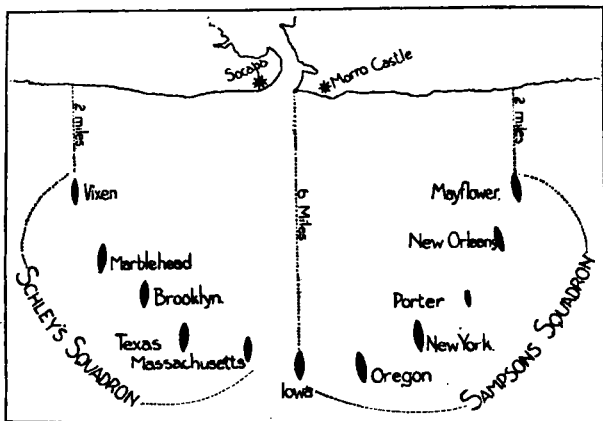 Socapa
Morro Castle
2 miles
2 miles
6 Miles
Vixen
Mayflower.
New Orleans
Marblehead
Brooklyn.
Porter
Texas
Massachusetts
New York.
Iowa
Oregon
SCHLEY'S SQUADRON
SAMPSONS SQUADRON